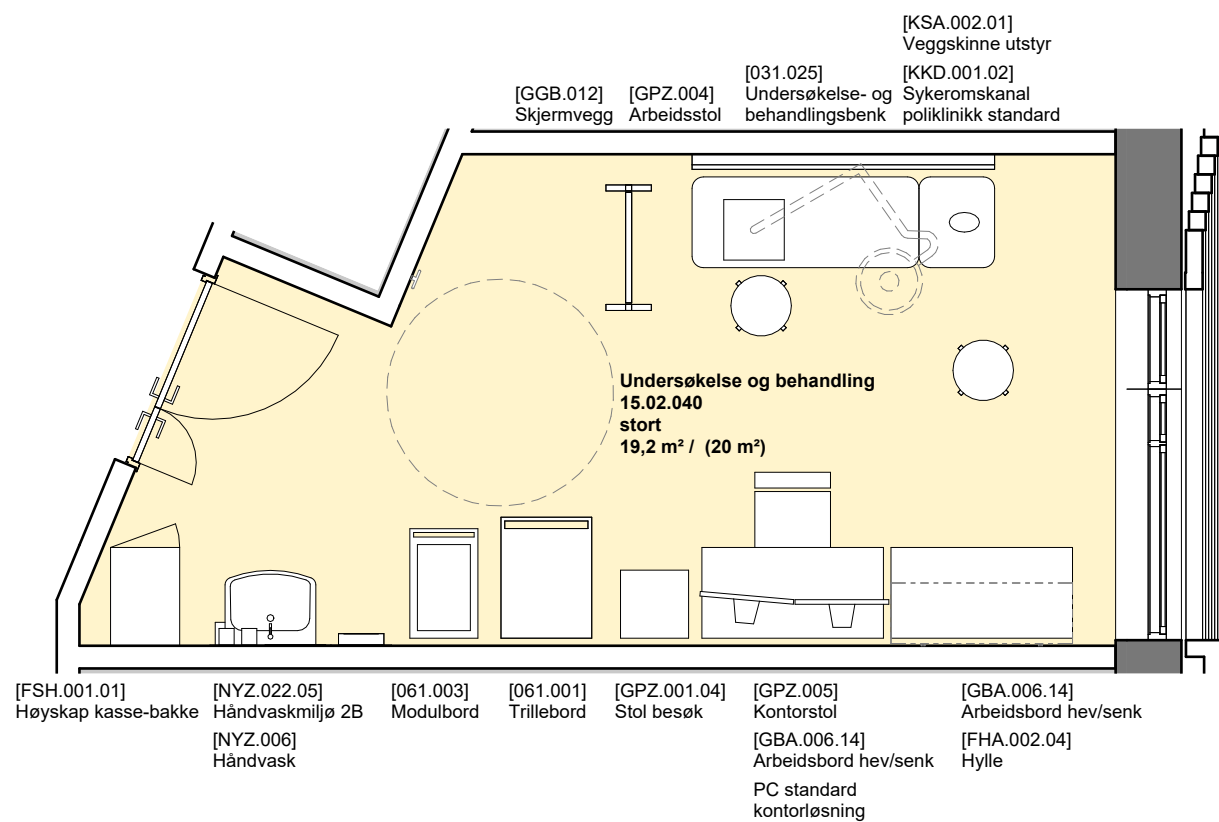 [KSA.002.01]
Veggskinne utstyr
[GGB.012]
Skjermvegg
[GPZ.004]
Arbeidsstol
[031.025]
Undersøkelse- og
behandlingsbenk
[KKD.001.02]
Sykeromskanal
poliklinikk standard
Undersøkelse og behandling
15.02.040
stort
19,2 m² / (20 m²)
[FSH.001.01]
Høyskap kasse-bakke
[NYZ.022.05]
Håndvaskmiljø 2B
[NYZ.006]
Håndvask
[061.003]
Modulbord
[061.001]
Trillebord
[GPZ.001.04]
Stol besøk
[GPZ.005]
Kontorstol
[GBA.006.14]
Arbeidsbord hev/senk
PC standard
kontorløsning
[GBA.006.14]
Arbeidsbord hev/senk
[FHA.002.04]
Hylle